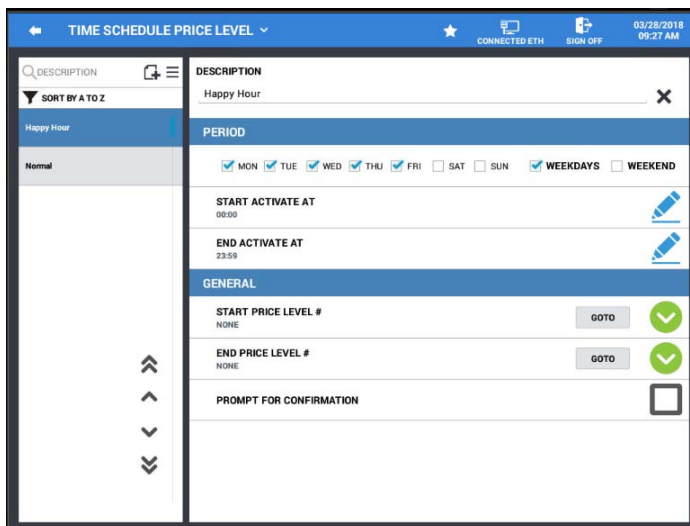 TIME SCHEDULE PRICE LEVEL
CONNECTED ETH
SIGN OFF
03/28/2018
09:27 AM
DESCRIPTION
SORT BY A TO Z
Happy Hour
Normal
DESCRIPTION
Happy Hour
PERIOD
MON TUE WED THU FRI SAT SUN WEEKDAYS WEEKEND
START ACTIVATE AT
00:00
END ACTIVATE AT
23:59
GENERAL
START PRICE LEVEL #
NONE
GOTO
END PRICE LEVEL #
NONE
GOTO
PROMPT FOR CONFIRMATION